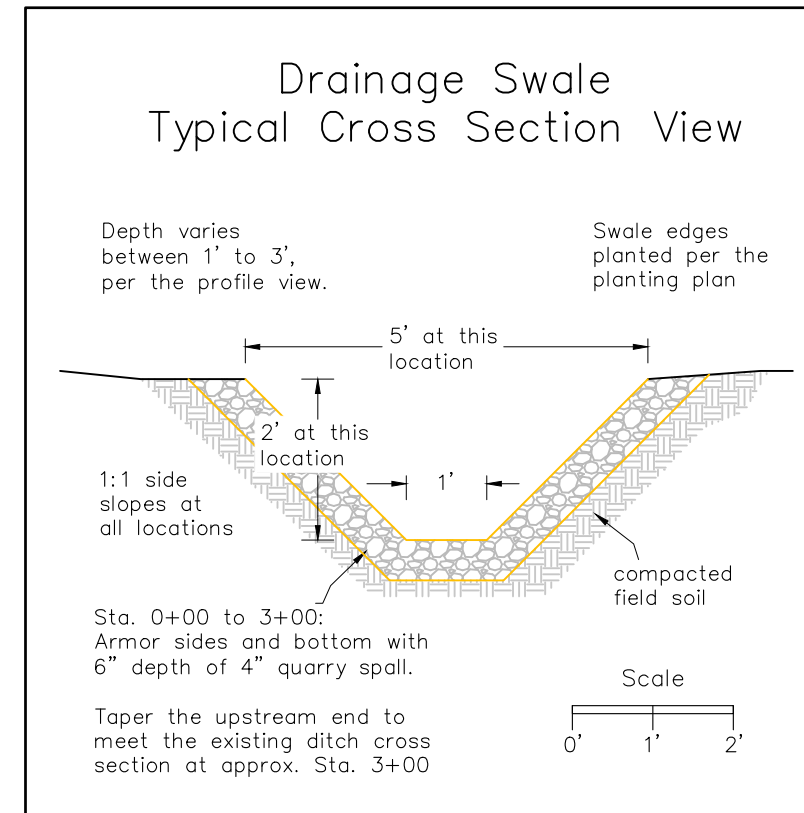 Drainage Swale
Typical Cross Section View
Depth varies
between 1' to 3',
per the profile view.
Swale edges
planted per the
planting plan
5' at this
location
2' at this
location
1'
1:1 side
slopes at
all locations
compacted
field soil
Sta. 0+00 to 3+00:
Armor sides and bottom with
6" depth of 4" quarry spall.
Taper the upstream end to
meet the existing ditch cross
section at approx. Sta. 3+00
Scale
0' 1' 2'